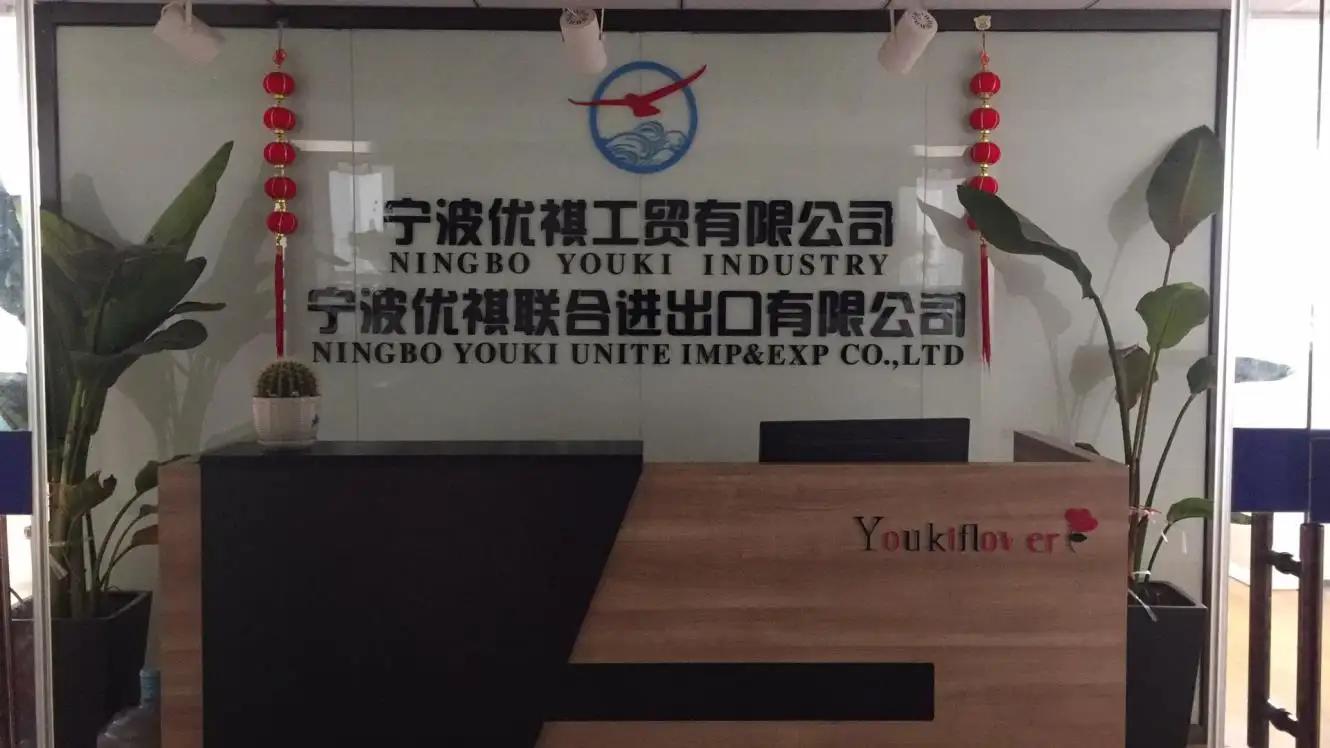 宁波优祺工贸有限公司
NINGBO YOUKI INDUSTRY
宁波优祺联合进出口有限公司
NINGBO YOUKI UNITE IMP&EXP CO.,LTD
Youkiflower